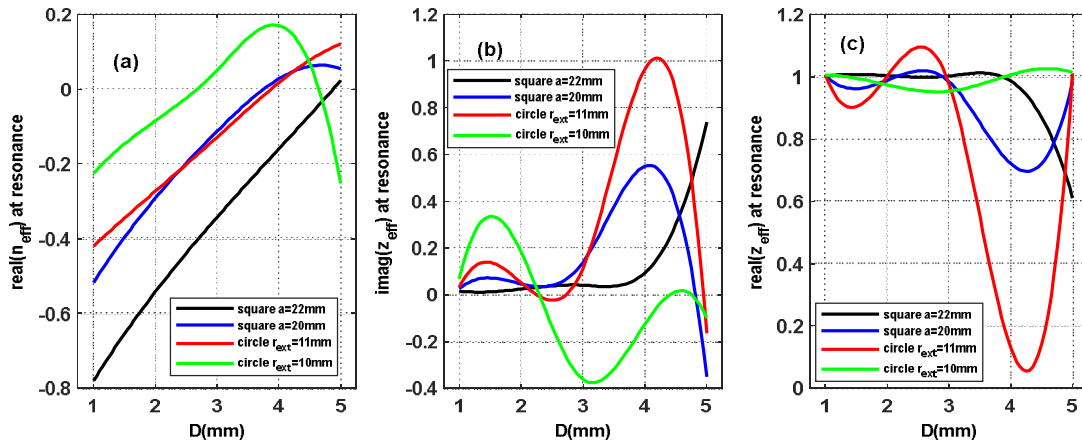 (a)
real(n_eff) at resonance
0.2
0
-0.2
-0.4
-0.6
-0.8
square a=22mm
square a=20mm
circle r_ext=11mm
circle r_ext=10mm
1 2 3 4 5
D(mm)
(b)
imag(z_eff) at resonance
1.2
1
0.8
0.6
0.4
0.2
0
-0.2
-0.4
square a=22mm
square a=20mm
circle r_ext=11mm
circle r_ext=10mm
1 2 3 4 5
D(mm)
(c)
real(z_eff) at resonance
1.2
1
0.8
0.6
0.4
0.2
0
square a=22mm
square a=20mm
circle r_ext=11mm
circle r_ext=10mm
1 2 3 4 5
D(mm)